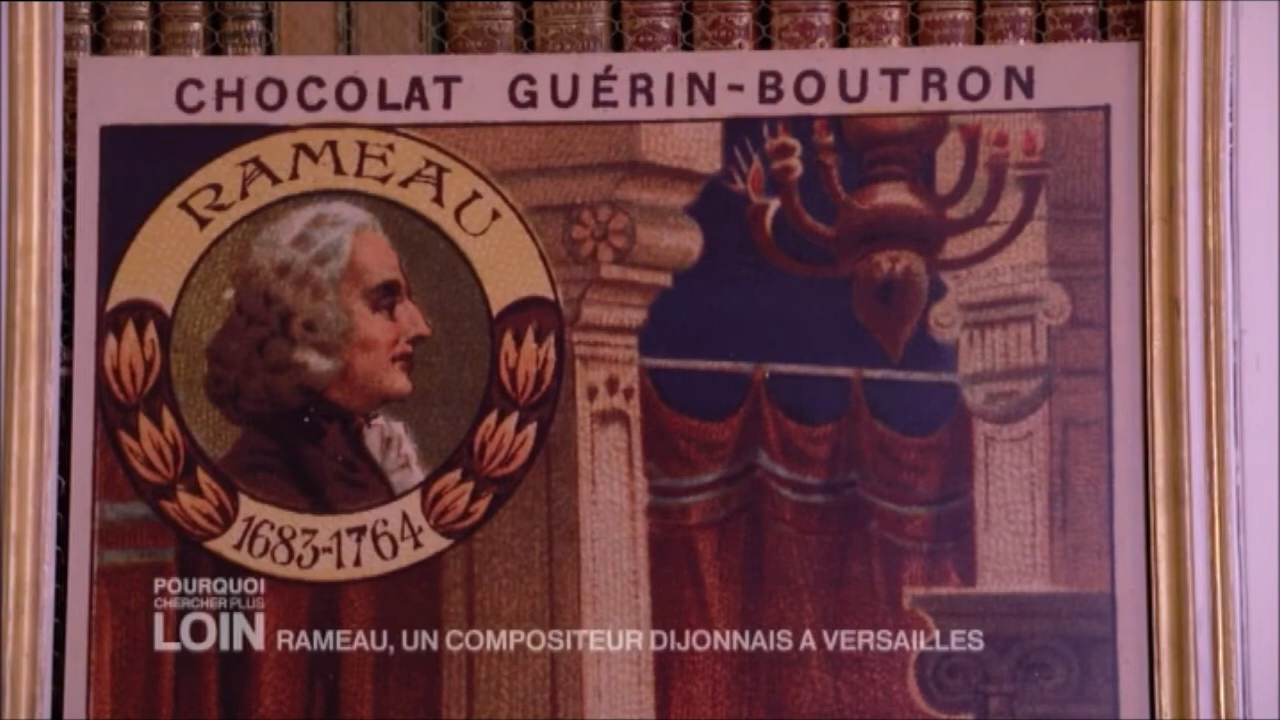 CHOCOLAT GUÉRIN-BOUTRON
RAMEAU
1683-1764
POURQUOI
CHERCHER PLUS
LOIN RAMEAU, UN COMPOSITEUR DIJONNAIS A VERSAILLES